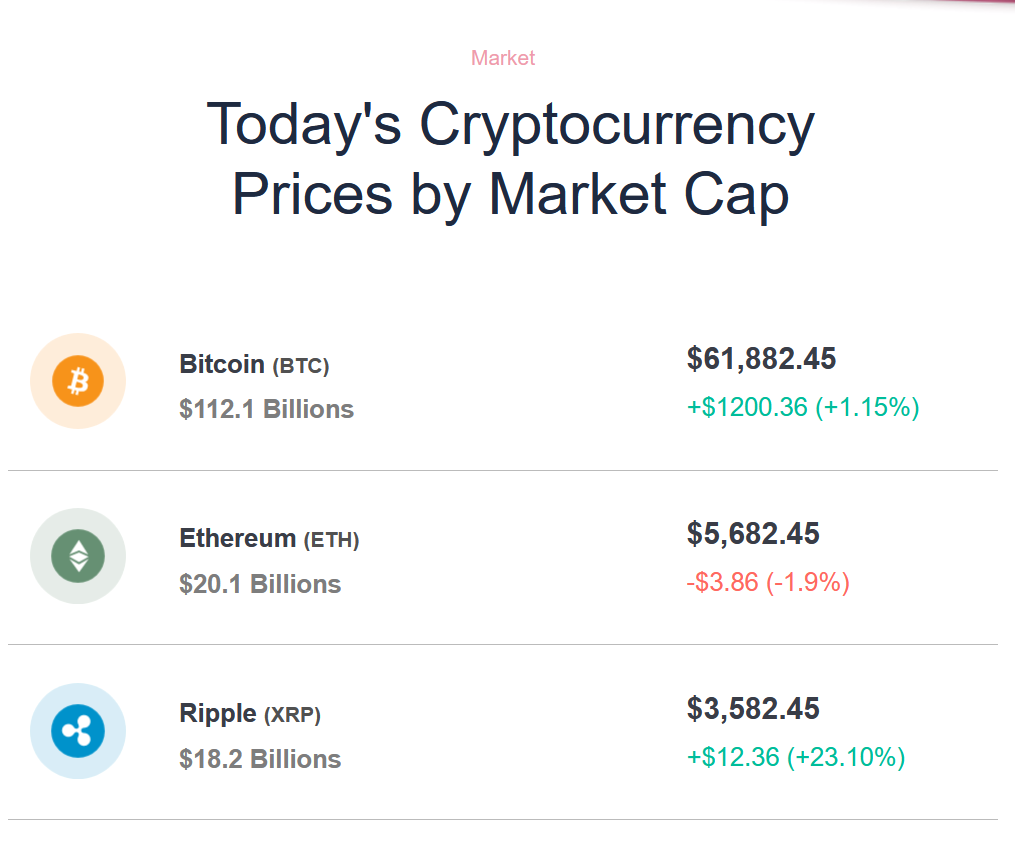 Market
Today's Cryptocurrency
Prices by Market Cap
Bitcoin (BTC)
$112.1 Billions
$61,882.45
+$1200.36 (+1.15%)
Ethereum (ETH)
$20.1 Billions
$5,682.45
-$3.86 (-1.9%)
Ripple (XRP)
$18.2 Billions
$3,582.45
+$12.36 (+23.10%)